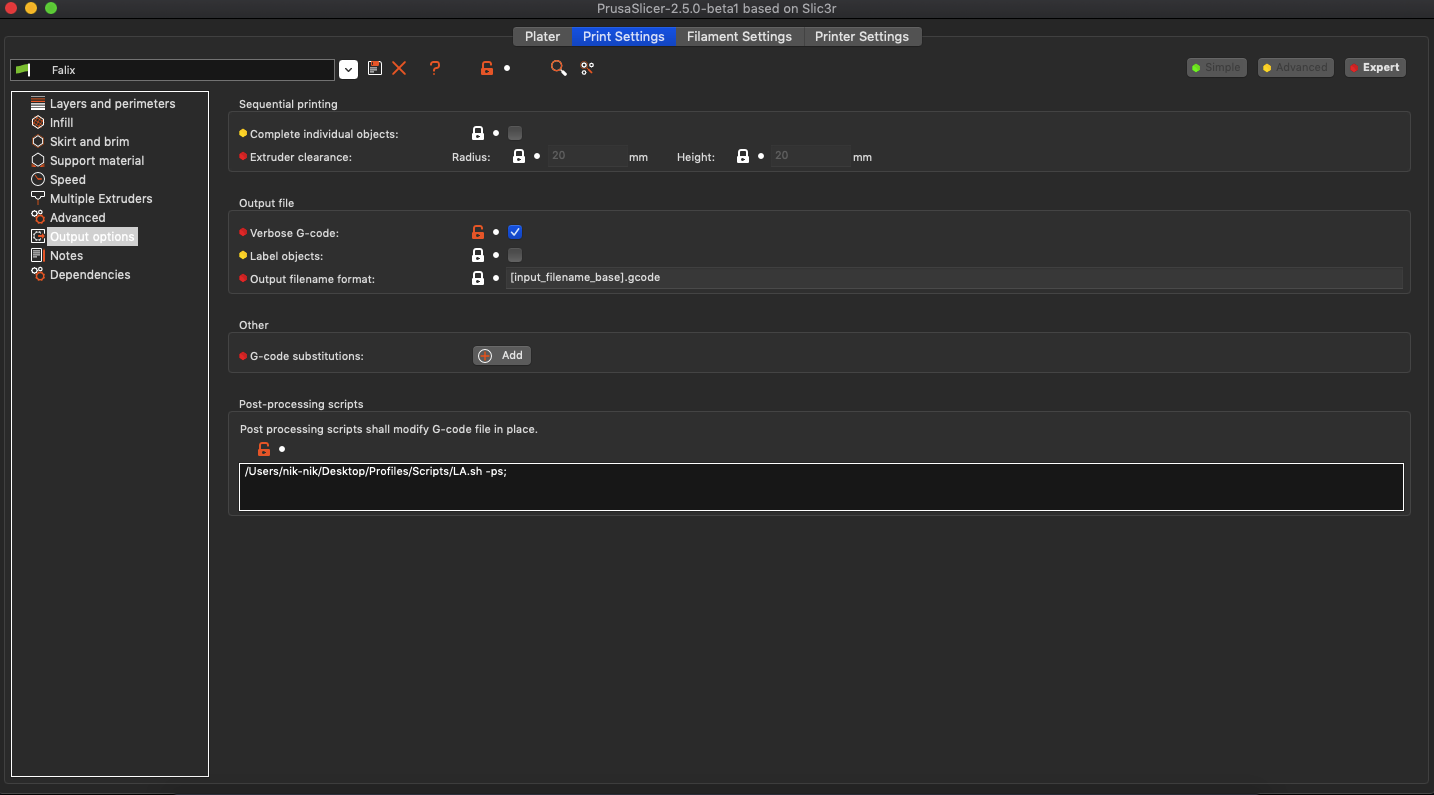 PrusaSlicer-2.5.0-beta1 based on Slic3r
Plater Print Settings Filament Settings Printer Settings
Falix
Simple Advanced Expert
Layers and perimeters
Infill
Skirt and brim
Support material
Speed
Multiple Extruders
Advanced
Output options
Notes
Dependencies
Sequential printing
Complete individual objects:
Extruder clearance: Radius: 20 mm Height: 20 mm
Output file
Verbose G-code:
Label objects:
Output filename format: [input_filename_base].gcode
Other
G-code substitutions: Add
Post-processing scripts
Post processing scripts shall modify G-code file in place.
/Users/nik-nik/Desktop/Profiles/Scripts/LA.sh -ps;